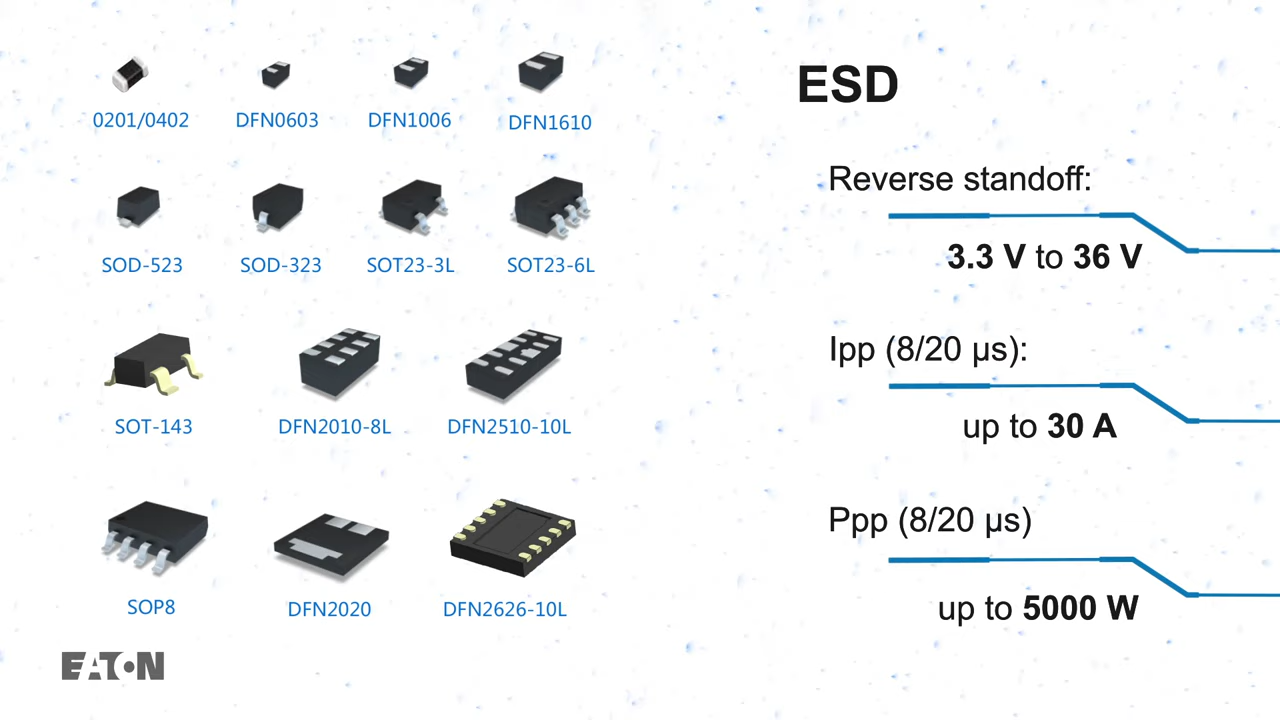 0201/0402
DFN0603
DFN1006
DFN1610
SOD-523
SOD-323
SOT23-3L
SOT23-6L
SOT-143
DFN2010-8L
DFN2510-10L
SOP8
DFN2020
DFN2626-10L
EATON
ESD
Reverse standoff:
3.3 V to 36 V
Ipp (8/20 µs):
up to 30 A
Ppp (8/20 µs)
up to 5000 W